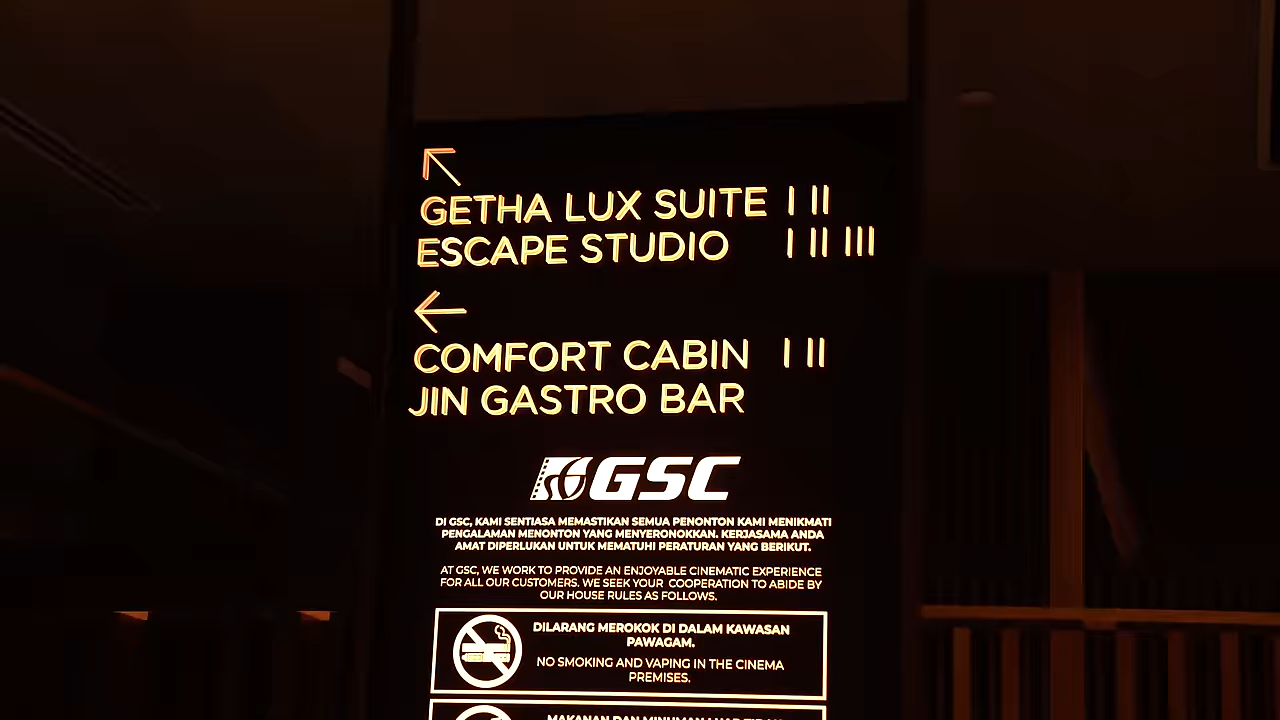 GETHA LUX SUITE I II
ESCAPE STUDIO I II III
COMFORT CABIN I II
JIN GASTRO BAR
GSC
DI GSC, KAMI SENTIASA MEMASTIKAN SEMUA PENONTON KAMI MENIKMATI
PENGALAMAN MENONTON YANG MENYERONOKKAN. KERJASAMA ANDA
AMAT DIPERLUKAN UNTUK MEMATUHI PERATURAN YANG BERIKUT.
AT GSC, WE WORK TO PROVIDE AN ENJOYABLE CINEMATIC EXPERIENCE
FOR ALL OUR CUSTOMERS. WE SEEK YOUR COOPERATION TO ABIDE BY
OUR HOUSE RULES AS FOLLOWS.
DILARANG MEROKOK DI DALAM KAWASAN
PAWAGAM.
NO SMOKING AND VAPING IN THE CINEMA
PREMISES.
MAKANAN DAN MINUMAN LUAR TIDAK